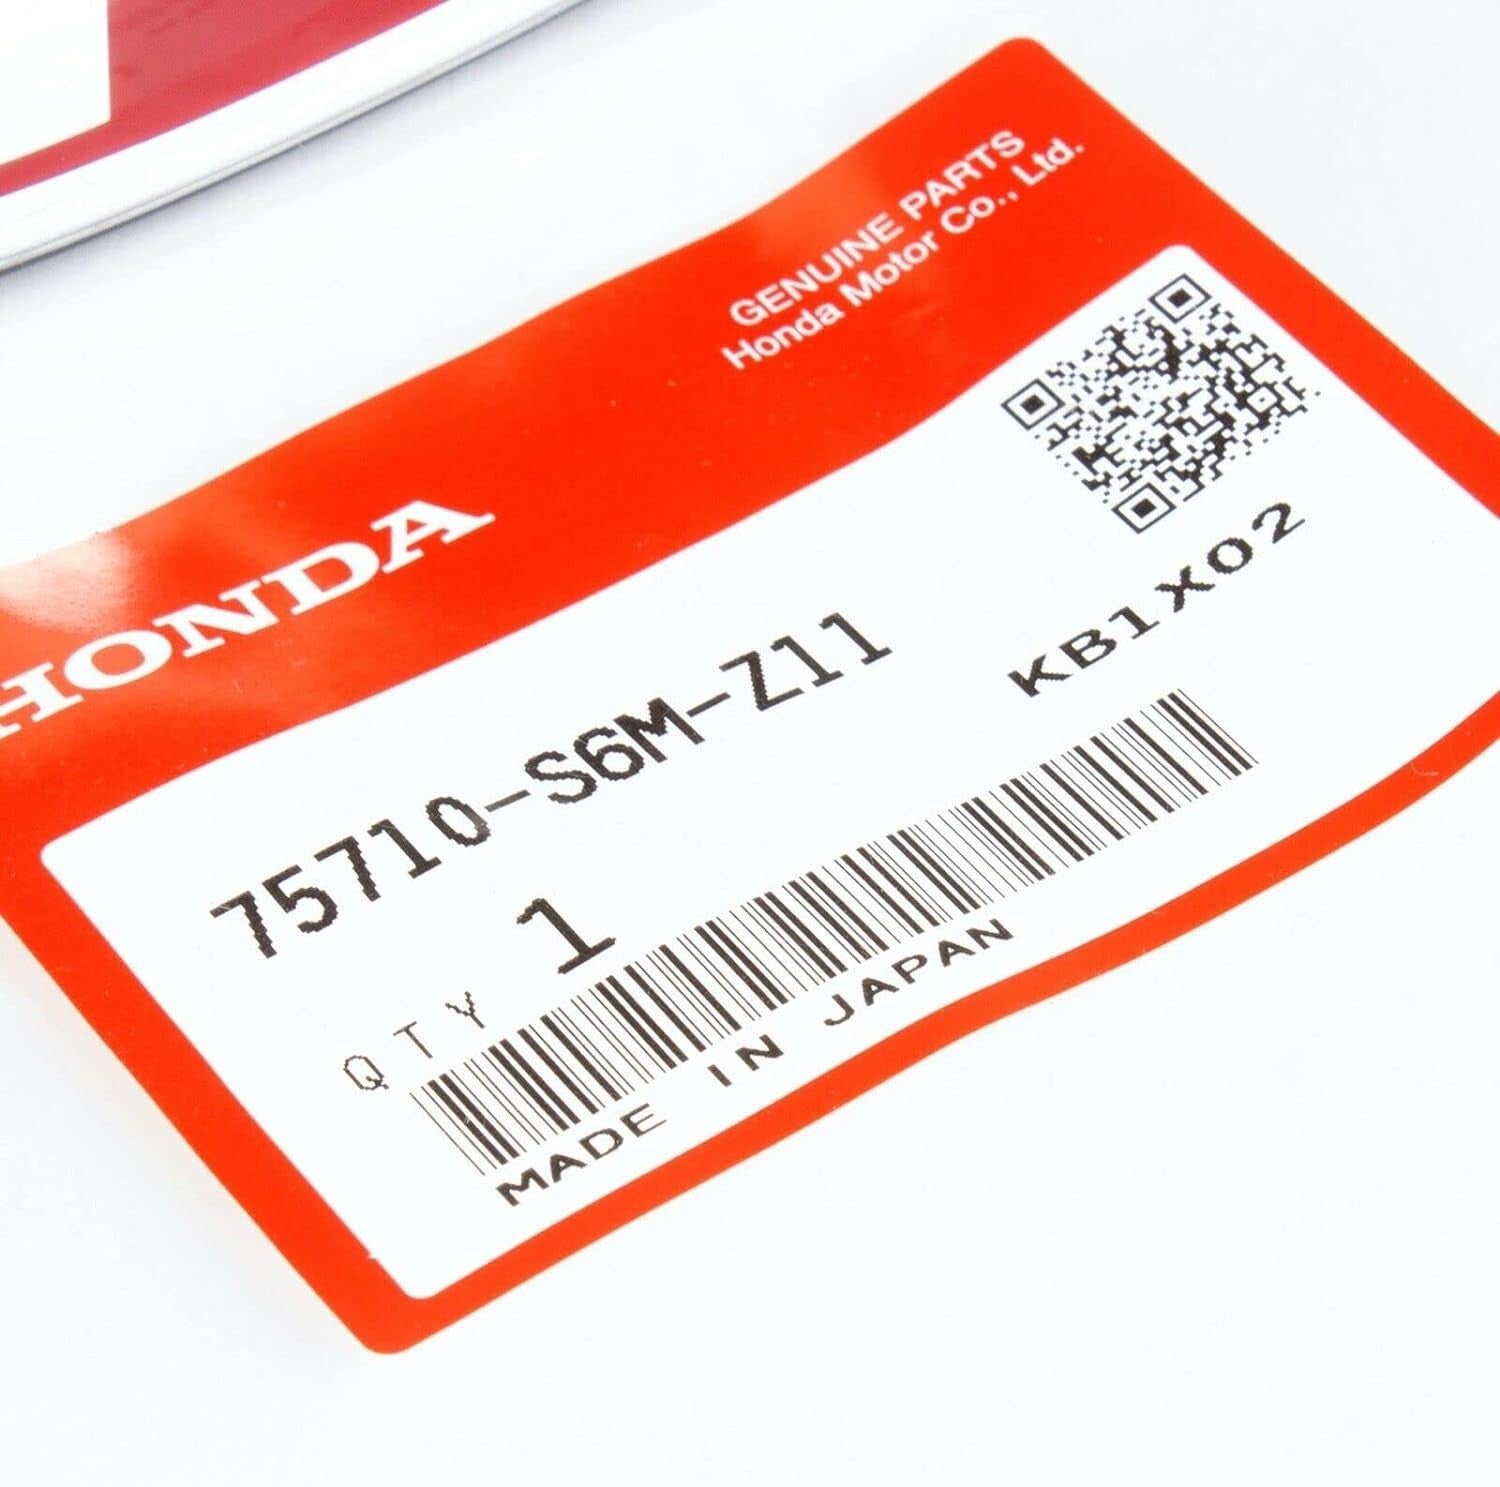 GENUINE PARTS
Honda Motor Co., Ltd.
HONDA
75710-S6M-Z11
KB1X02
QTY 1
MADE IN JAPAN